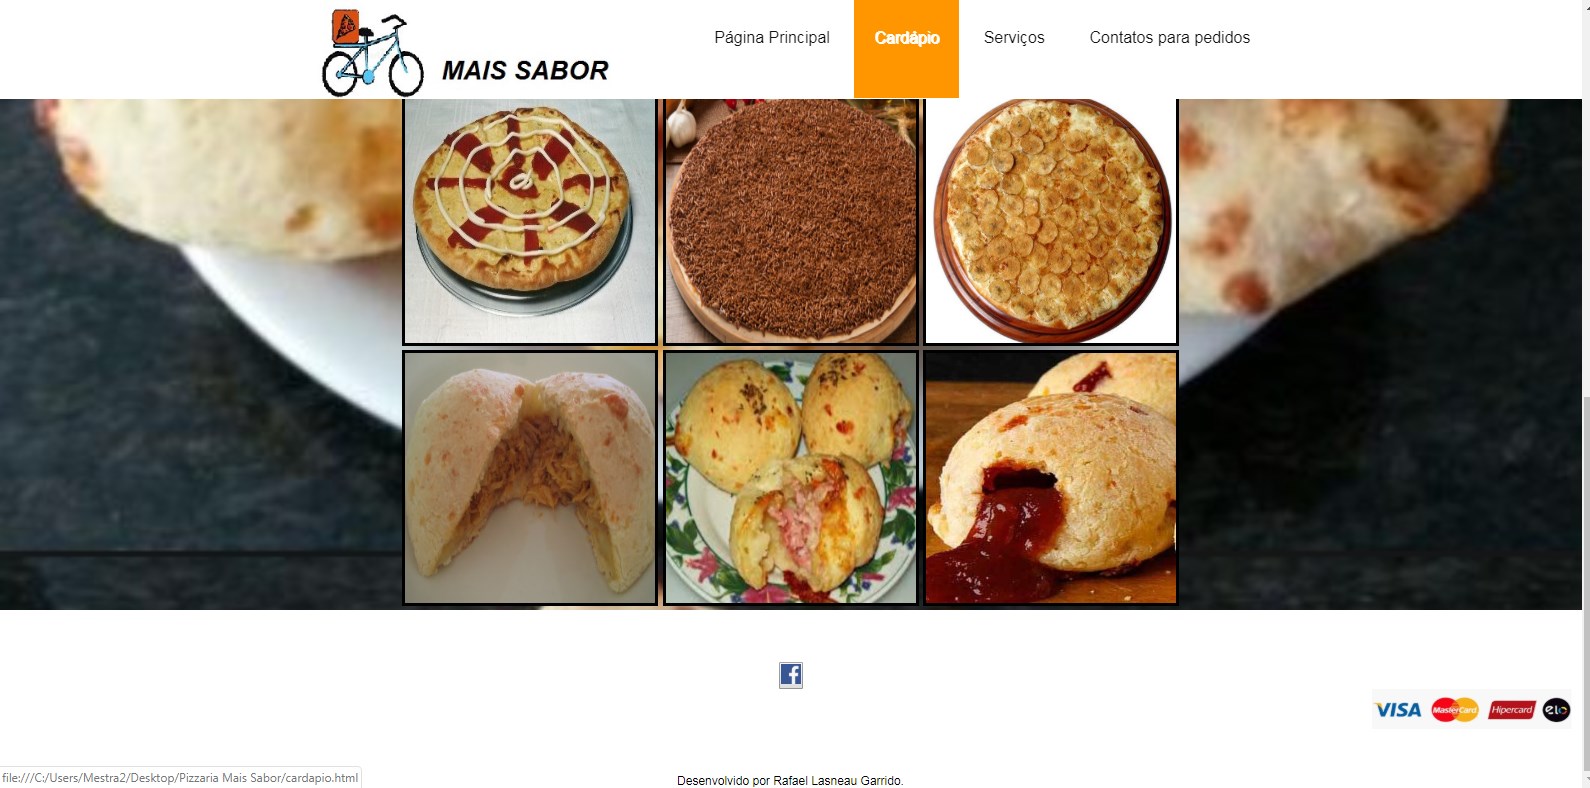 MAIS SABOR
Página Principal
Cardápio
Serviços
Contatos para pedidos
f
VISA
MasterCard
Hipercard
elo
file:///C:/Users/Mestra2/Desktop/Pizzaria Mais Sabor/cardapio.html
Desenvolvido por Rafael Lasneau Garrido.